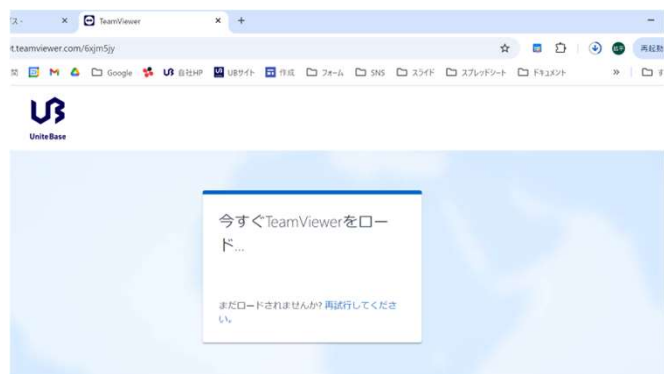 TeamViewer
t.teamviewer.com/6xjm5jy
Google
自社HP
UBサイト
作成
フォーム
SNS
スライド
スプレッドシート
ドキュメント
UniteBase
今すぐTeamViewerをロー
ド...
まだロードされませんか? 再試行してくださ
い。